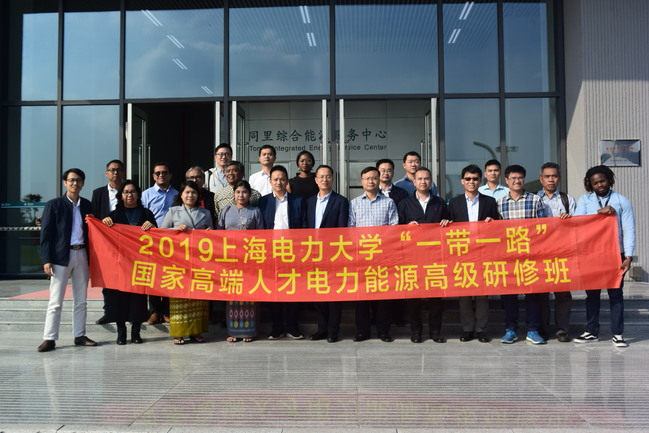 同里综合能源服务中心
Tongli Integrated Energy Service Center
2019上海电力大学“一带一路”
国家高端人才电力能源高级研修班